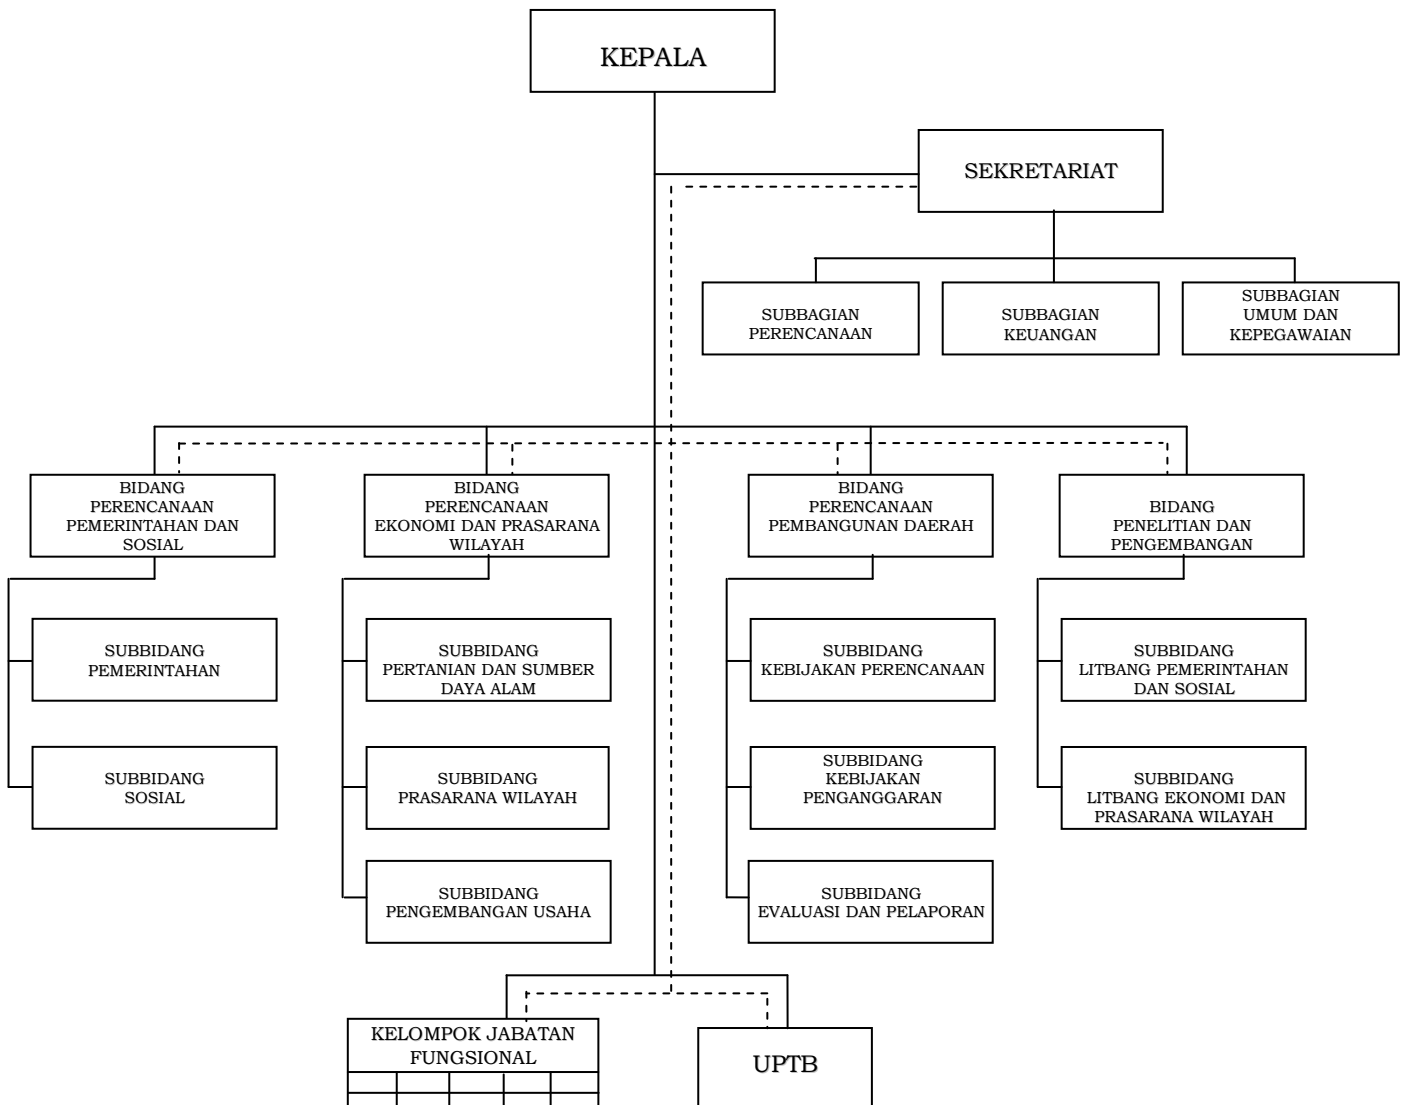 KEPALA
SEKRETARIAT
SUBBAGIAN
PERENCANAAN
SUBBAGIAN
KEUANGAN
SUBBAGIAN
UMUM DAN
KEPEGAWAIAN
BIDANG
PERENCANAAN
PEMERINTAHAN DAN
SOSIAL
BIDANG
PERENCANAAN
EKONOMI DAN PRASARANA
WILAYAH
BIDANG
PERENCANAAN
PEMBANGUNAN DAERAH
BIDANG
PENELITIAN DAN
PENGEMBANGAN
SUBBIDANG
PEMERINTAHAN
SUBBIDANG
PERTANIAN DAN SUMBER
DAYA ALAM
SUBBIDANG
KEBIJAKAN PERENCANAAN
SUBBIDANG
LITBANG PEMERINTAHAN
DAN SOSIAL
SUBBIDANG
SOSIAL
SUBBIDANG
PRASARANA WILAYAH
SUBBIDANG
KEBIJAKAN
PENGANGGARAN
SUBBIDANG
LITBANG EKONOMI DAN
PRASARANA WILAYAH
SUBBIDANG
PENGEMBANGAN USAHA
SUBBIDANG
EVALUASI DAN PELAPORAN
KELOMPOK JABATAN
FUNGSIONAL
UPTB